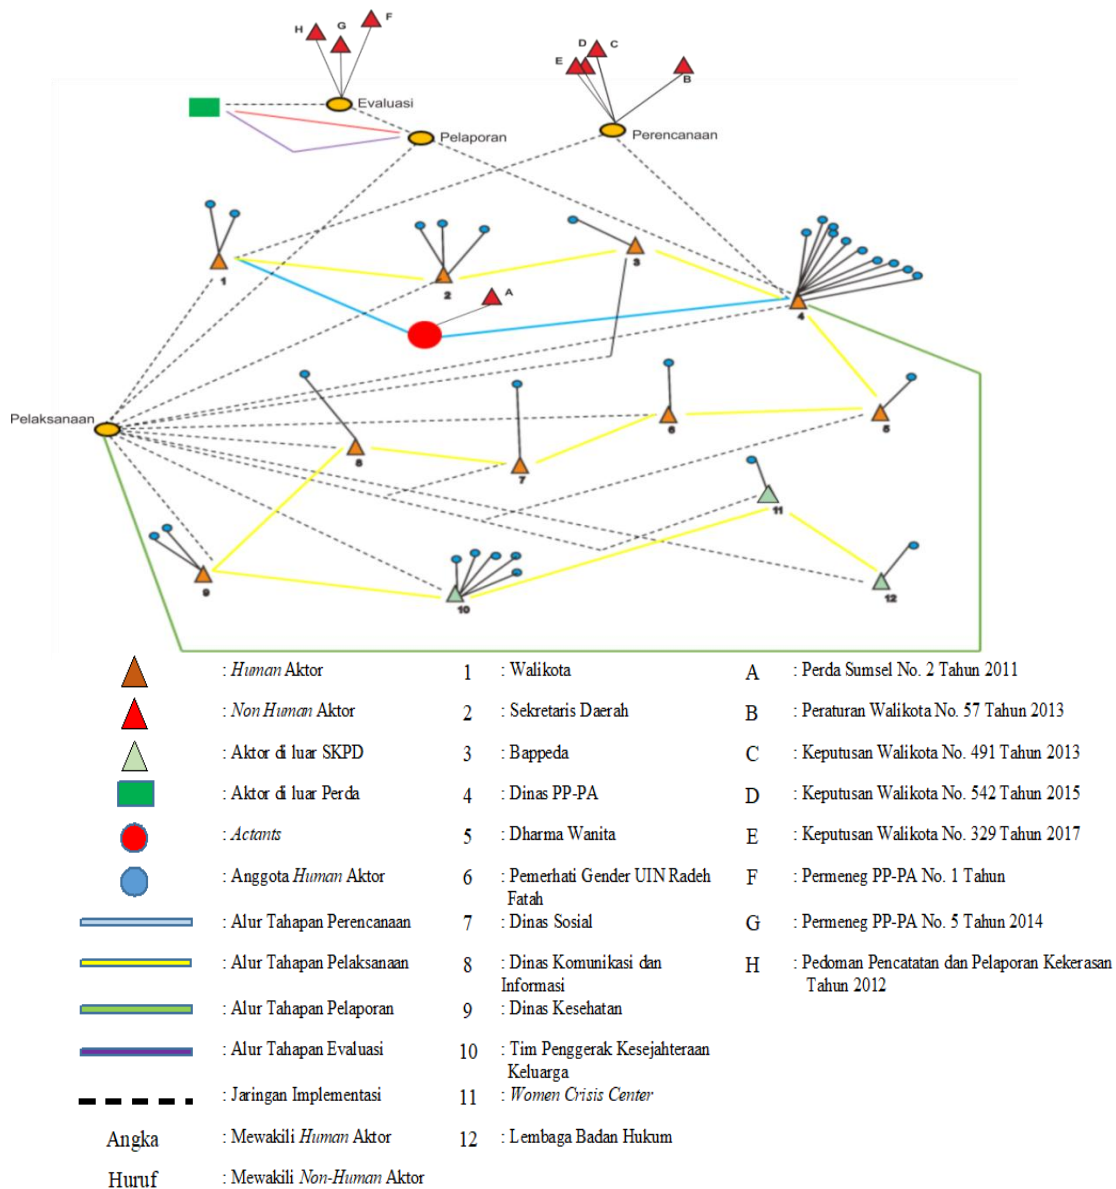 F
G
H
D
C
E
B
Evaluasi
Pelaporan
Perencanaan
1
2
3
A
4
Pelaksanaan
5
6
7
8
9
10
11
12
: Human Aktor
1 : Walikota
A : Perda Sumsel No. 2 Tahun 2011
: Non Human Aktor
2 : Sekretaris Daerah
B : Peraturan Walikota No. 57 Tahun 2013
: Aktor di luar SKPD
3 : Bappeda
C : Keputusan Walikota No. 491 Tahun 2013
: Aktor di luar Perda
4 : Dinas PP-PA
D : Keputusan Walikota No. 542 Tahun 2015
: Actants
5 : Dharma Wanita
E : Keputusan Walikota No. 329 Tahun 2017
: Anggota Human Aktor
6 : Pemerhati Gender UIN Radeh
Fatah
F : Permeneg PP-PA No. 1 Tahun
: Alur Tahapan Perencanaan
7 : Dinas Sosial
G : Permeneg PP-PA No. 5 Tahun 2014
: Alur Tahapan Pelaksanaan
8 : Dinas Komunikasi dan
Informasi
H : Pedoman Pencatatan dan Pelaporan Kekerasan
Tahun 2012
: Alur Tahapan Pelaporan
9 : Dinas Kesehatan
: Alur Tahapan Evaluasi
10 : Tim Penggerak Kesejahteraan
Keluarga
: Jaringan Implementasi
11 : Women Crisis Center
Angka : Mewakili Human Aktor
12 : Lembaga Badan Hukum
Huruf : Mewakili Non-Human Aktor